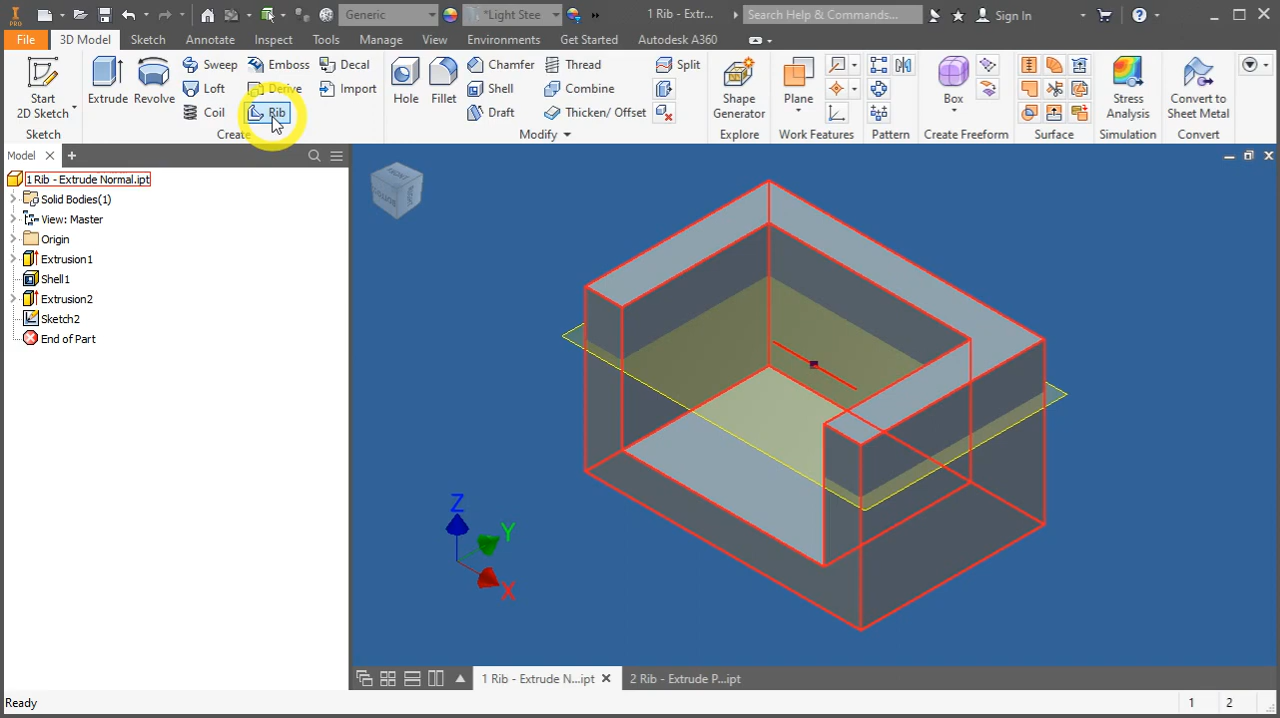 PRO
Generic
*Light Stee
1 Rib - Extr...
Search Help & Commands...
Sign In
File
3D Model
Sketch
Annotate
Inspect
Tools
Manage
View
Environments
Get Started
Autodesk A360
Start
2D Sketch
Extrude
Revolve
Sweep
Emboss
Decal
Loft
Derive
Import
Coil
Rib
Hole
Fillet
Chamfer
Thread
Split
Shell
Combine
Draft
Thicken/ Offset
Shape
Generator
Plane
Box
Stress
Analysis
Convert to
Sheet Metal
Sketch
Create
Modify
Explore
Work Features
Pattern
Create Freeform
Surface
Simulation
Convert
Model
1 Rib - Extrude Normal.ipt
Solid Bodies(1)
View: Master
Origin
Extrusion1
Shell1
Extrusion2
Sketch2
End of Part
FRONT
Z
Y
X
1 Rib - Extrude N...ipt
2 Rib - Extrude P...ipt
Ready
1
2